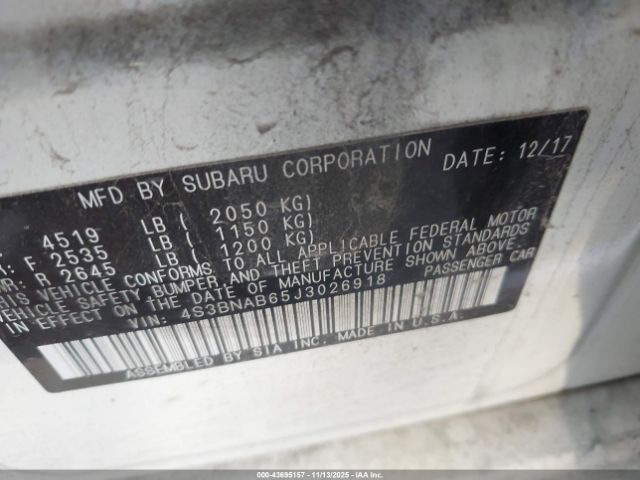 MFD BY SUBARU CORPORATION DATE: 12/17
4519 LB ( 2050 KG)
F 2535 LB ( 1150 KG)
R 2645 LB ( 1200 KG)
THIS VEHICLE CONFORMS TO ALL APPLICABLE FEDERAL MOTOR
VEHICLE SAFETY, BUMPER, AND THEFT PREVENTION STANDARDS
IN EFFECT ON THE DATE OF MANUFACTURE SHOWN ABOVE.
VIN: 4S3BNAB65J3026918 PASSENGER CAR
ASSEMBLED BY SIA INC. MADE IN U.S.A.
000-43695157 - 11/13/2025 - IAAI.COM